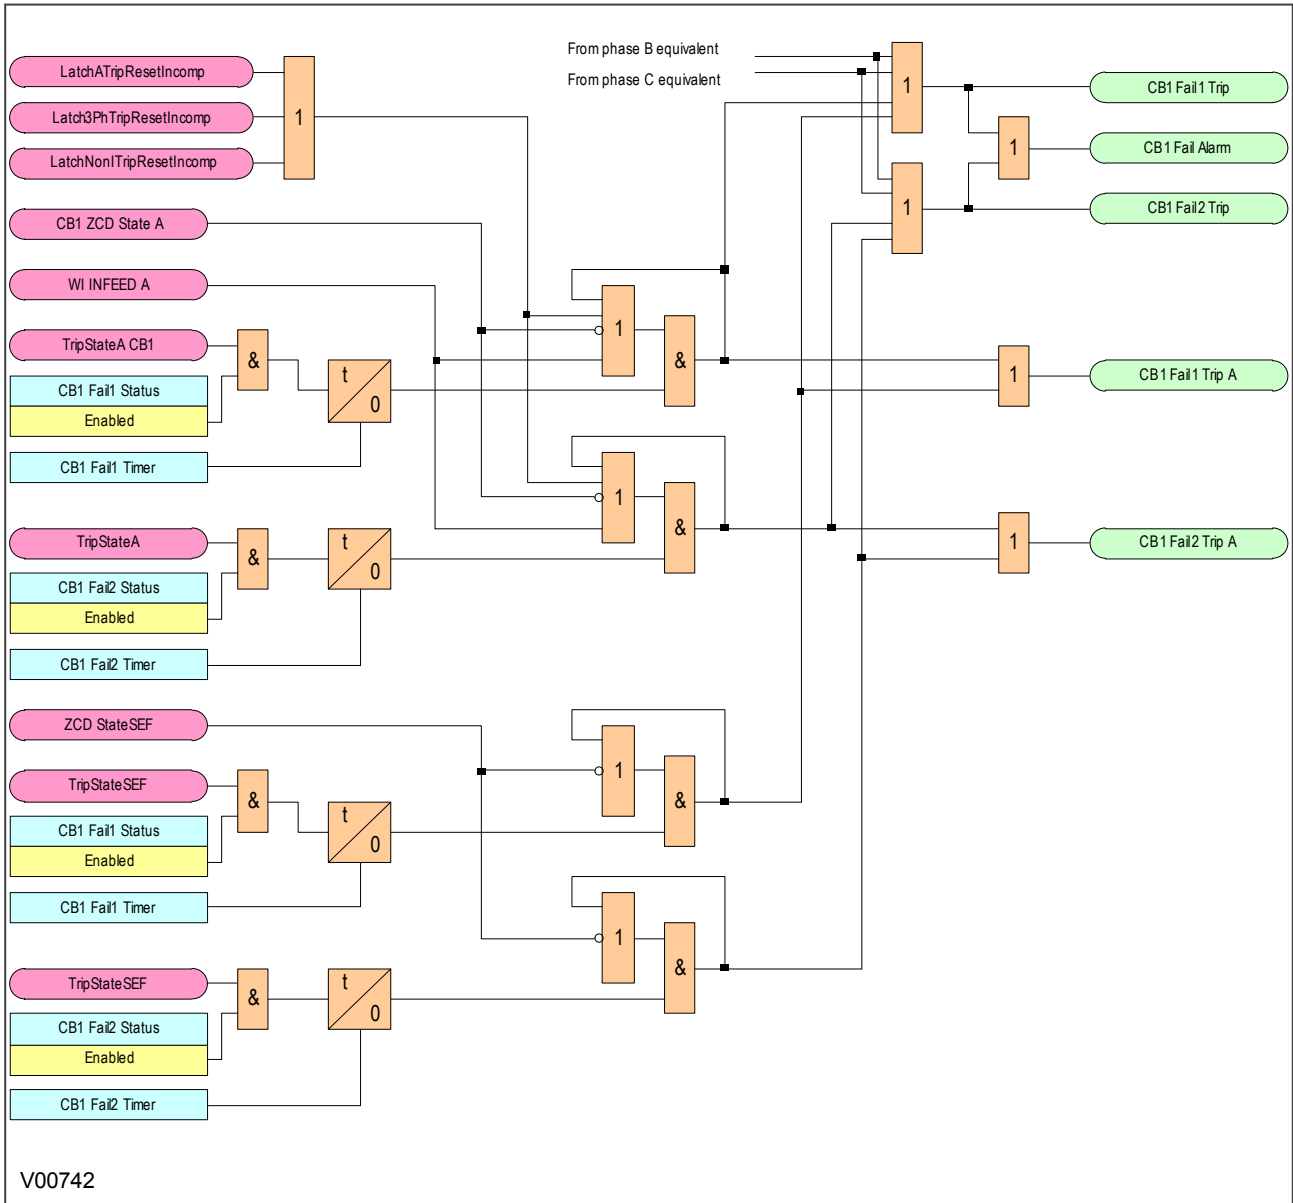 From phase B equivalent
From phase C equivalent
LatchATripResetIncomp
Latch3PhTripResetIncomp
LatchNonITripResetIncomp
1
1
CB1 Fail1 Trip
1
CB1 Fail Alarm
1
CB1 Fail2 Trip
CB1 ZCD State A
WI INFEED A
TripStateA CB1
CB1 Fail1 Status
Enabled
CB1 Fail1 Timer
&
t
0
1
&
1
CB1 Fail1 Trip A
TripStateA
CB1 Fail2 Status
Enabled
CB1 Fail2 Timer
&
t
0
1
&
1
CB1 Fail2 Trip A
ZCD StateSEF
TripStateSEF
CB1 Fail1 Status
Enabled
CB1 Fail1 Timer
&
t
0
1
&
TripStateSEF
CB1 Fail2 Status
Enabled
CB1 Fail2 Timer
&
t
0
1
&
V00742